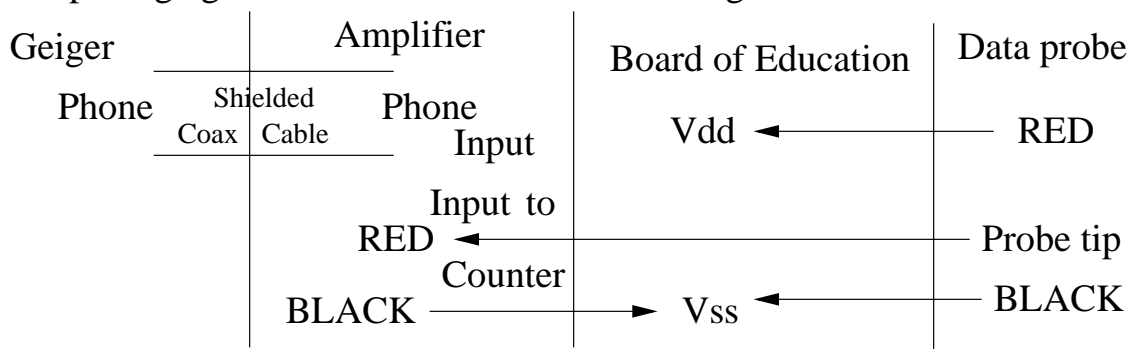 Geiger Amplifier Board of Education Data probe
Phone Shielded Phone Vdd RED
Coax Cable Input
Input to
RED Probe tip
Counter
BLACK Vss BLACK